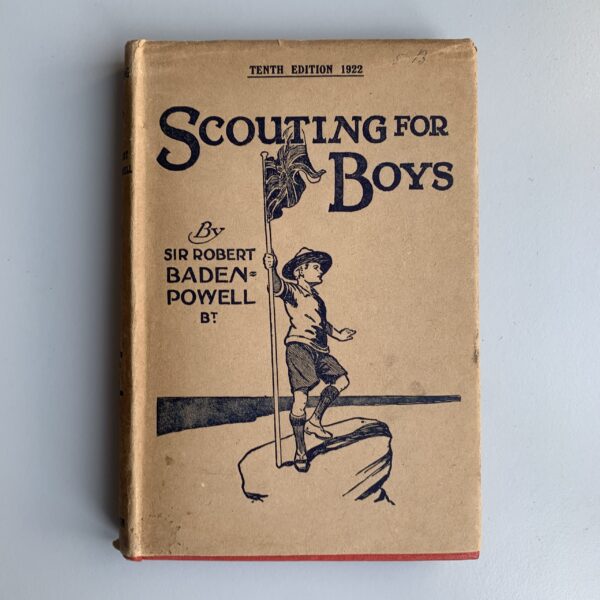 TENTH EDITION 1922
SCOUTING FOR
BOYS
By
SIR ROBERT
BADEN=
POWELL
BT